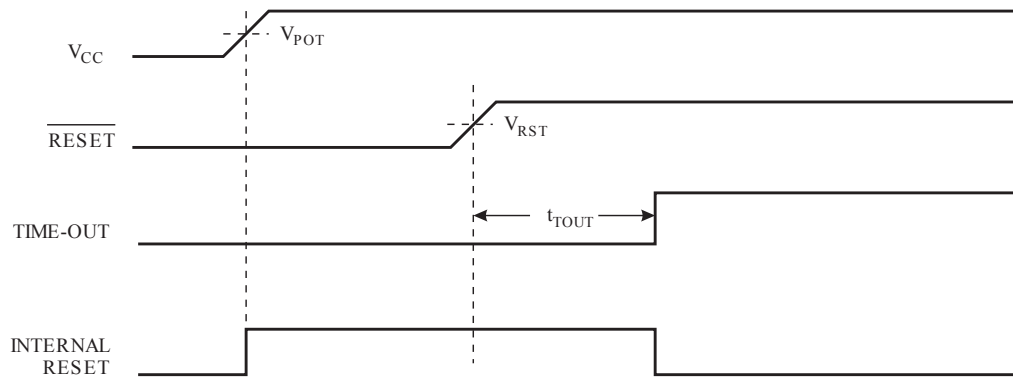 V_CC
V_POT
RESET
V_RST
TIME-OUT
t_TOUT
INTERNAL
RESET